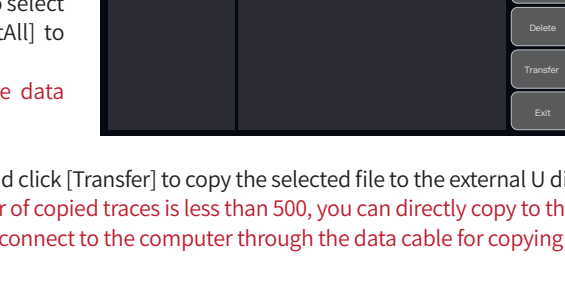 select
tAll] to
e data
Delete
Transfer
Exit
d click [Transfer] to copy the selected file to the external U di
r of copied traces is less than 500, you can directly copy to th
connect to the computer through the data cable for copying